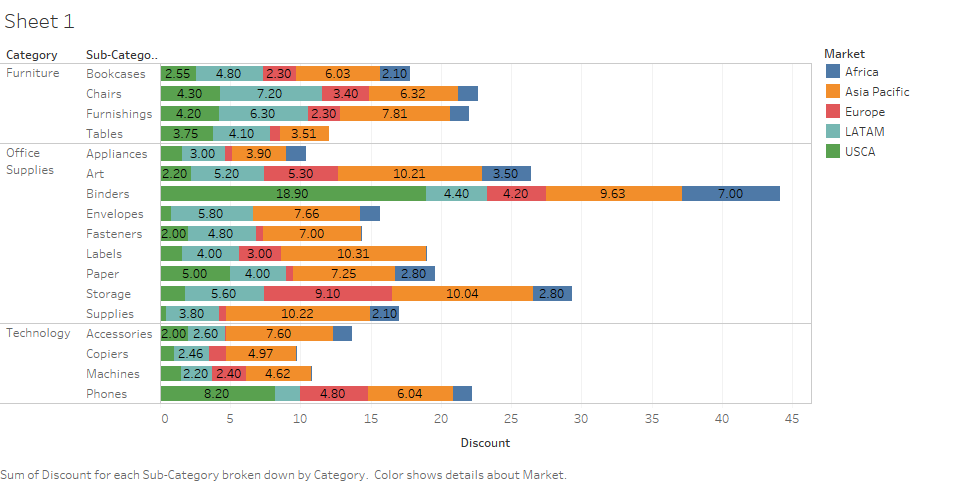 Sheet 1
Category Sub-Catego..
Furniture Bookcases 2.55 4.80 2.30 6.03 2.10
Chairs 4.30 7.20 3.40 6.32
Furnishings 4.20 6.30 2.30 7.81
Tables 3.75 4.10 3.51
Office Supplies Appliances 3.00 3.90
Art 2.20 5.20 5.30 10.21 3.50
Binders 18.90 4.40 4.20 9.63 7.00
Envelopes 5.80 7.66
Fasteners 2.00 4.80 7.00
Labels 4.00 3.00 10.31
Paper 5.00 4.00 7.25 2.80
Storage 5.60 9.10 10.04 2.80
Supplies 3.80 10.22 2.10
Technology Accessories 2.00 2.60 7.60
Copiers 2.46 4.97
Machines 2.20 2.40 4.62
Phones 8.20 4.80 6.04
0 5 10 15 20 25 30 35 40 45
Discount
Market
Africa
Asia Pacific
Europe
LATAM
USCA
Sum of Discount for each Sub-Category broken down by Category. Color shows details about Market.